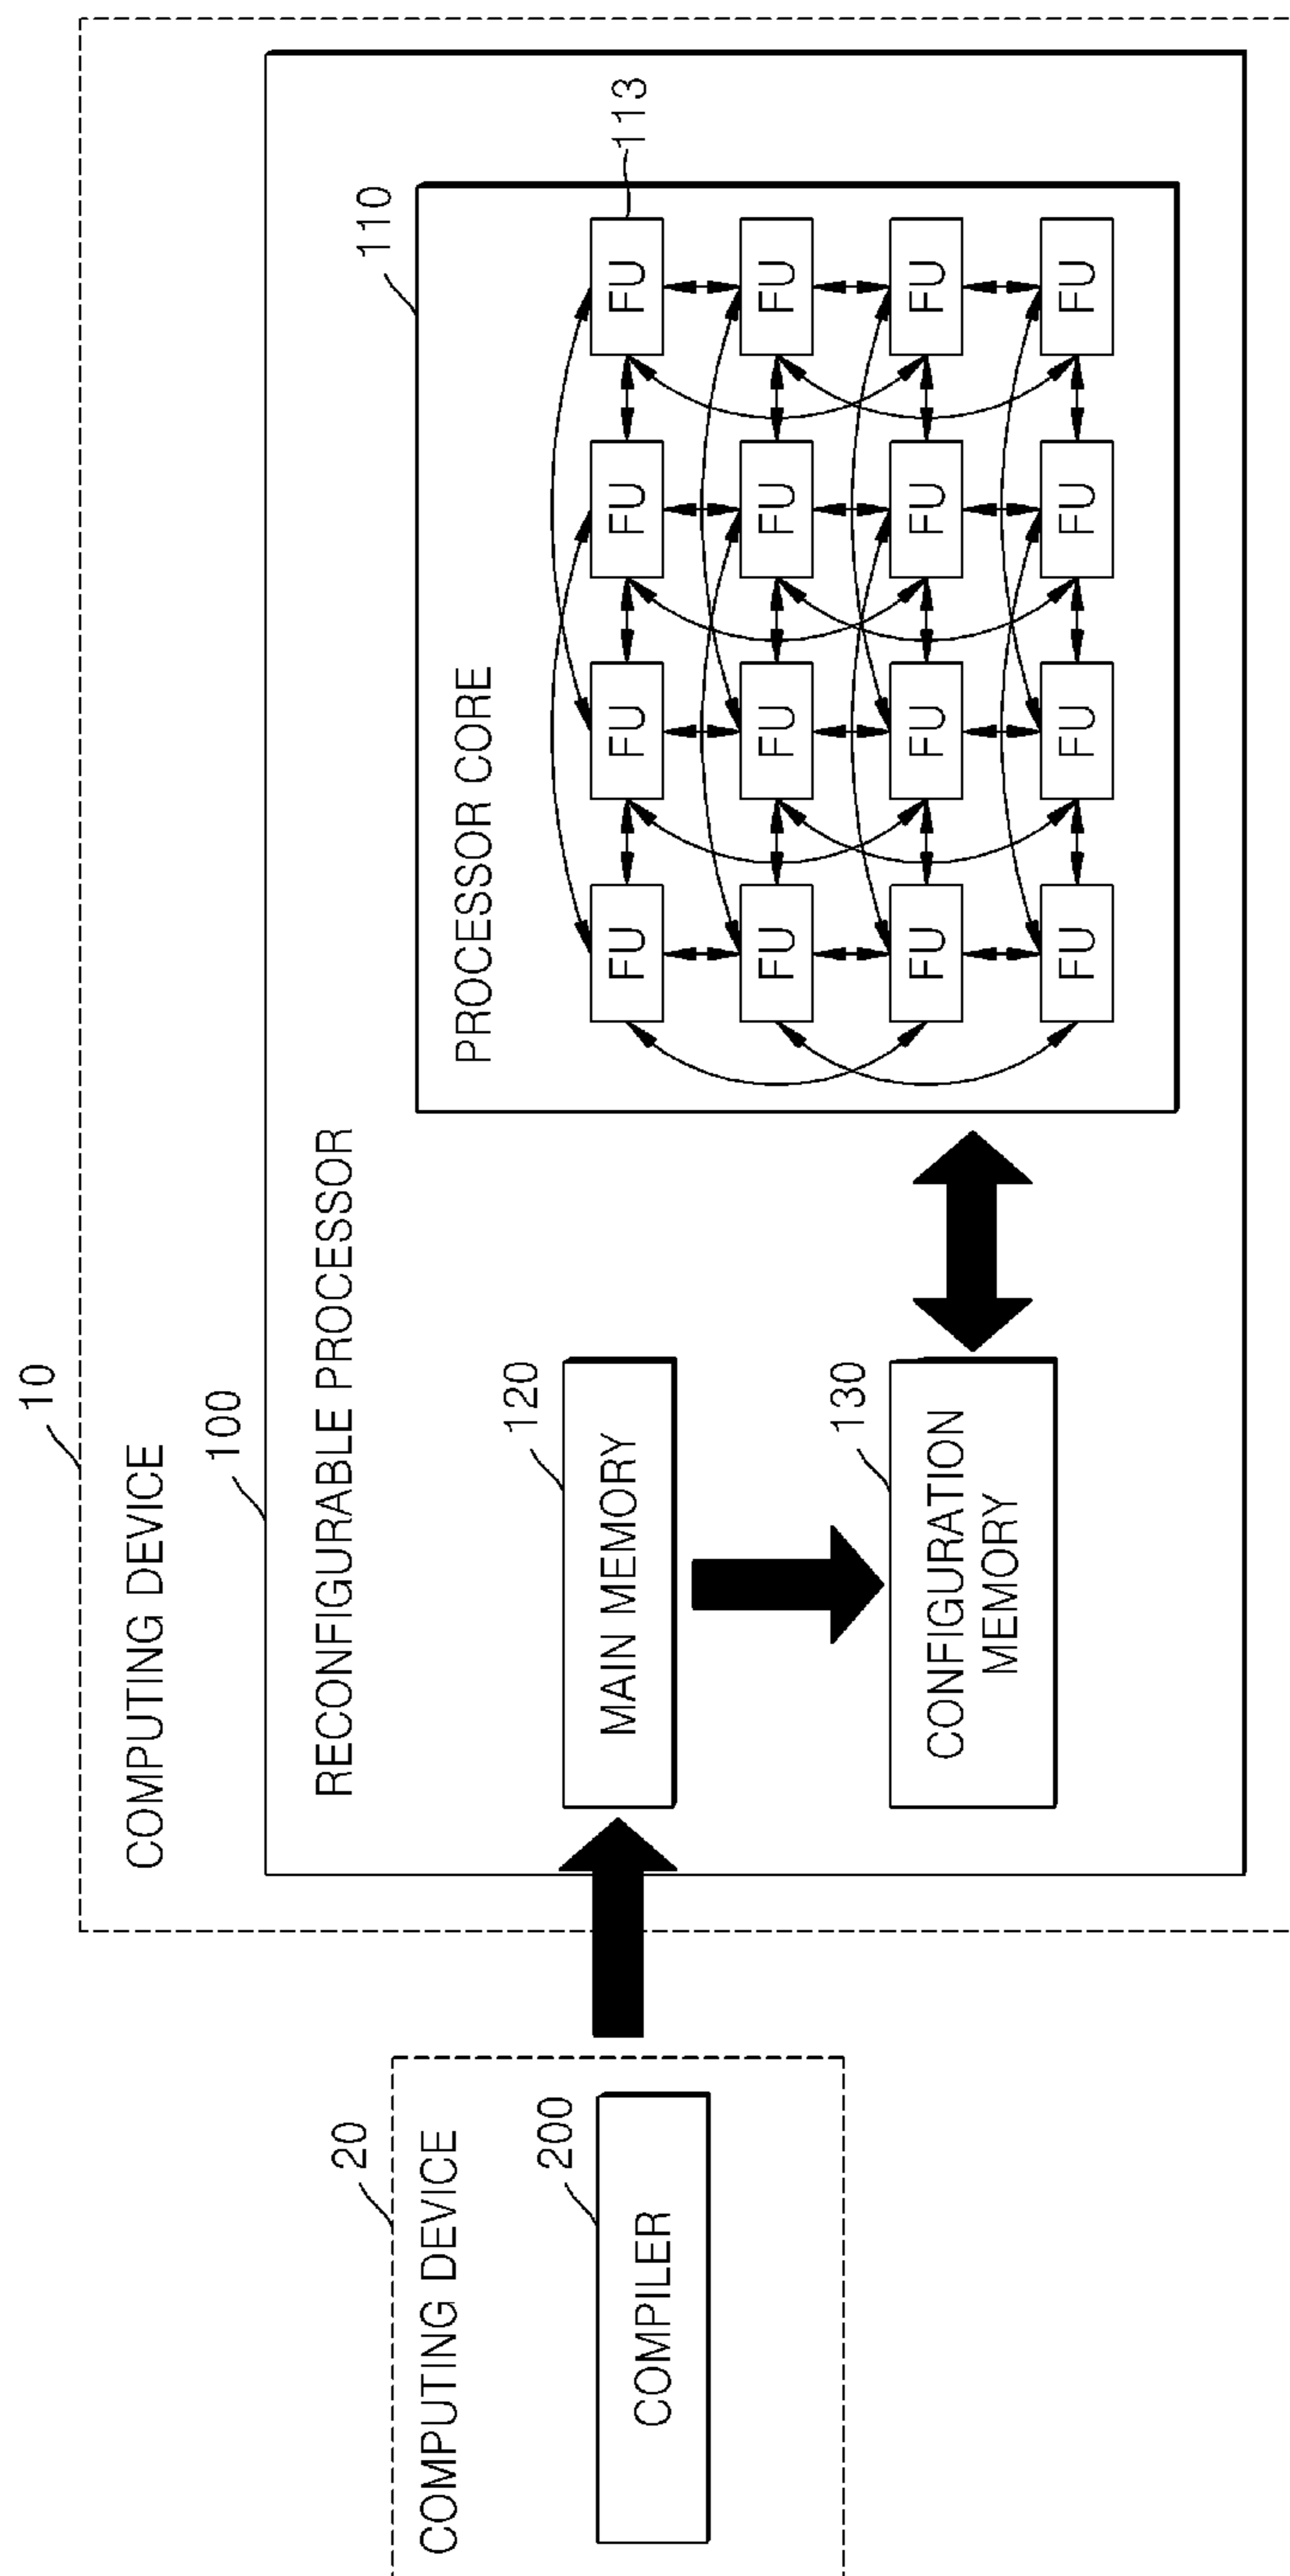 10
COMPUTING DEVICE
100
RECONFIGURABLE PROCESSOR
110
PROCESSOR CORE
113
FU FU FU FU
FU FU FU FU
FU FU FU FU
FU FU FU FU
120
MAIN MEMORY
130
CONFIGURATION
MEMORY
20
COMPUTING DEVICE
200
COMPILER